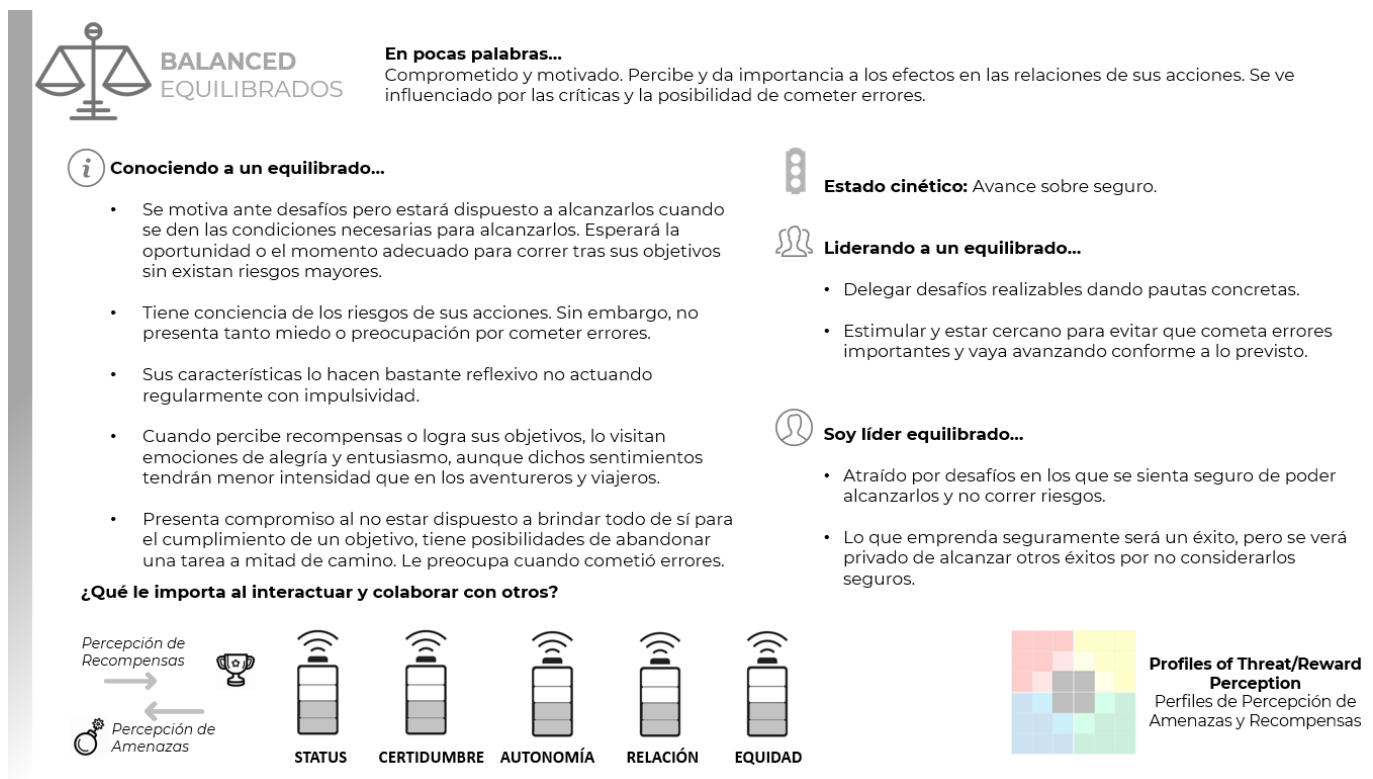 BALANCED
EQUILIBRADOS
En pocas palabras...
Comprometido y motivado. Percibe y da importancia a los efectos en las relaciones de sus acciones. Se ve
influenciado por las críticas y la posibilidad de cometer errores.
i
Conociendo a un equilibrado...
• Se motiva ante desafíos pero estará dispuesto a alcanzarlos cuando
se den las condiciones necesarias para alcanzarlos. Esperará la
oportunidad o el momento adecuado para correr tras sus objetivos
sin existan riesgos mayores.
• Tiene conciencia de los riesgos de sus acciones. Sin embargo, no
presenta tanto miedo o preocupación por cometer errores.
• Sus características lo hacen bastante reflexivo no actuando
regularmente con impulsividad.
• Cuando percibe recompensas o logra sus objetivos, lo visitan
emociones de alegría y entusiasmo, aunque dichos sentimientos
tendrán menor intensidad que en los aventureros y viajeros.
• Presenta compromiso al no estar dispuesto a brindar todo de sí para
el cumplimiento de un objetivo, tiene posibilidades de abandonar
una tarea a mitad de camino. Le preocupa cuando cometió errores.
Estado cinético: Avance sobre seguro.
Liderando a un equilibrado...
• Delegar desafíos realizables dando pautas concretas.
• Estimular y estar cercano para evitar que cometa errores
importantes y vaya avanzando conforme a lo previsto.
Soy líder equilibrado...
• Atraído por desafíos en los que se sienta seguro de poder
alcanzarlos y no correr riesgos.
• Lo que emprenda seguramente será un éxito, pero se verá
privado de alcanzar otros éxitos por no considerarlos
seguros.
¿Qué le importa al interactuar y colaborar con otros?
Percepción de
Recompensas
Percepción de
Amenazas
STATUS
CERTIDUMBRE
AUTONOMÍA
RELACIÓN
EQUIDAD
Profiles of Threat/Reward
Perception
Perfiles de Percepción de
Amenazas y Recompensas